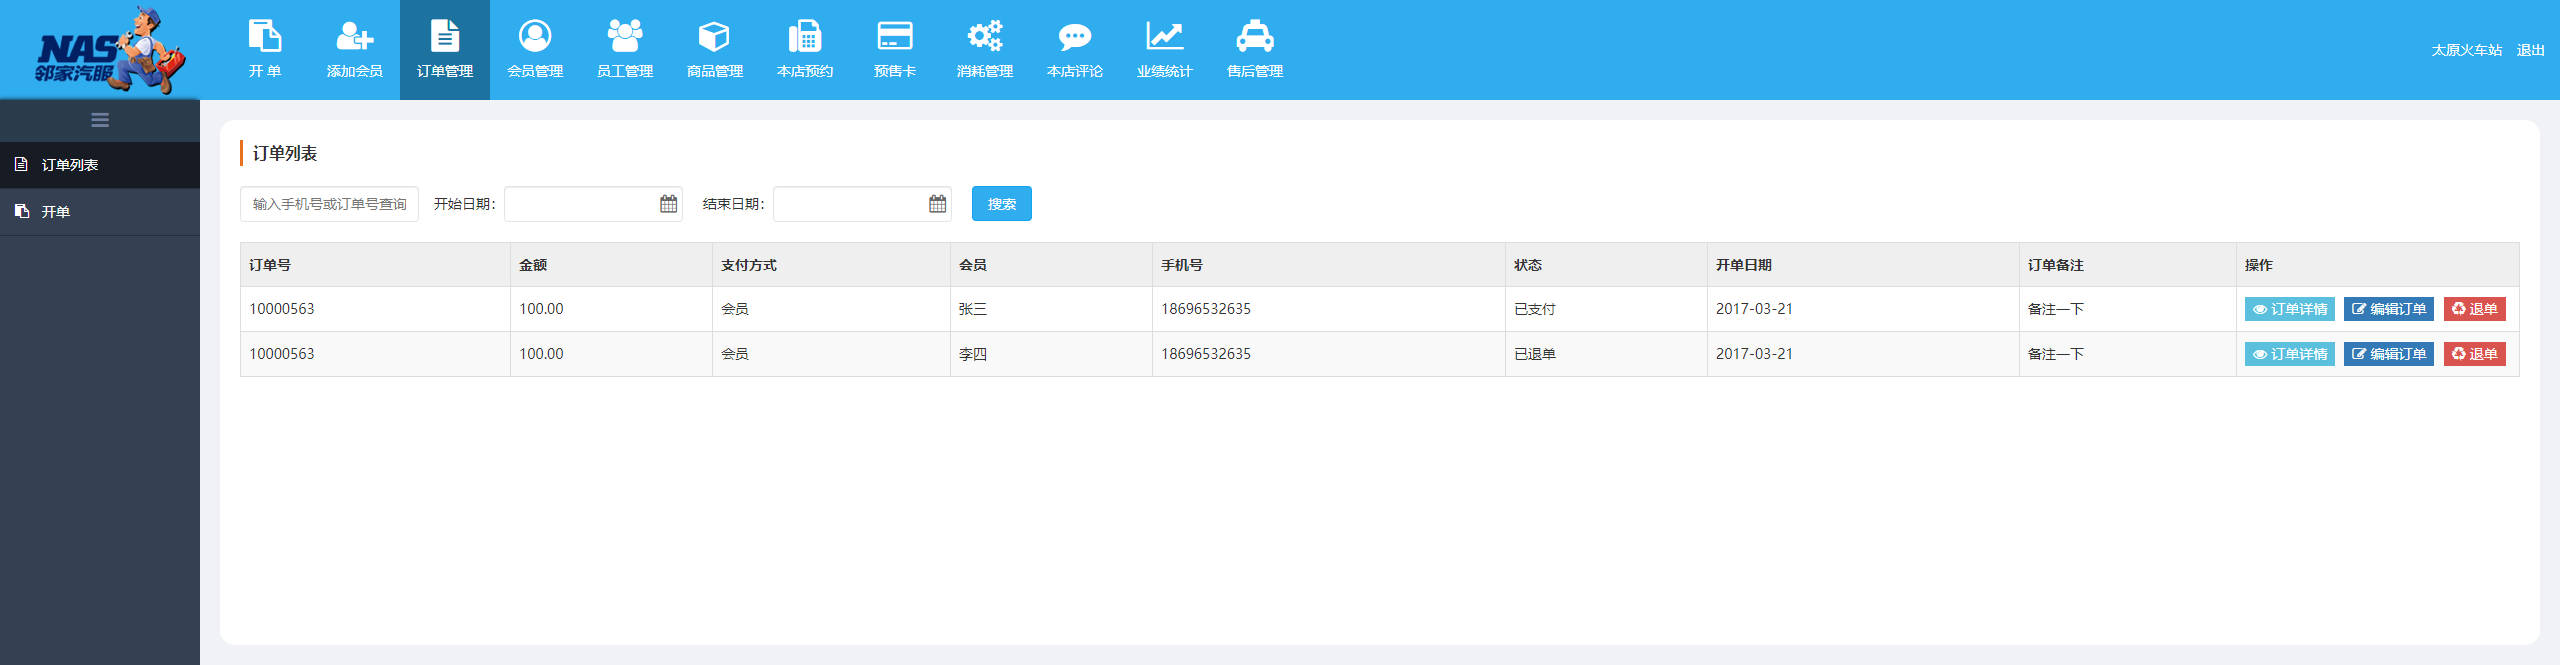 NAS
邻家汽服
开 单 添加会员 订单管理 会员管理 员工管理 商品管理 本店预约 预售卡 消耗管理 本店评论 业绩统计 售后管理
太原火车站 退出
订单列表
开单
订单列表
输入手机号或订单号查询 开始日期： 结束日期： 搜索
订单号 金额 支付方式 会员 手机号 状态 开单日期 订单备注 操作
10000563 100.00 会员 张三 18696532635 已支付 2017-03-21 备注一下 订单详情 编辑订单 退单
10000563 100.00 会员 李四 18696532635 已退单 2017-03-21 备注一下 订单详情 编辑订单 退单